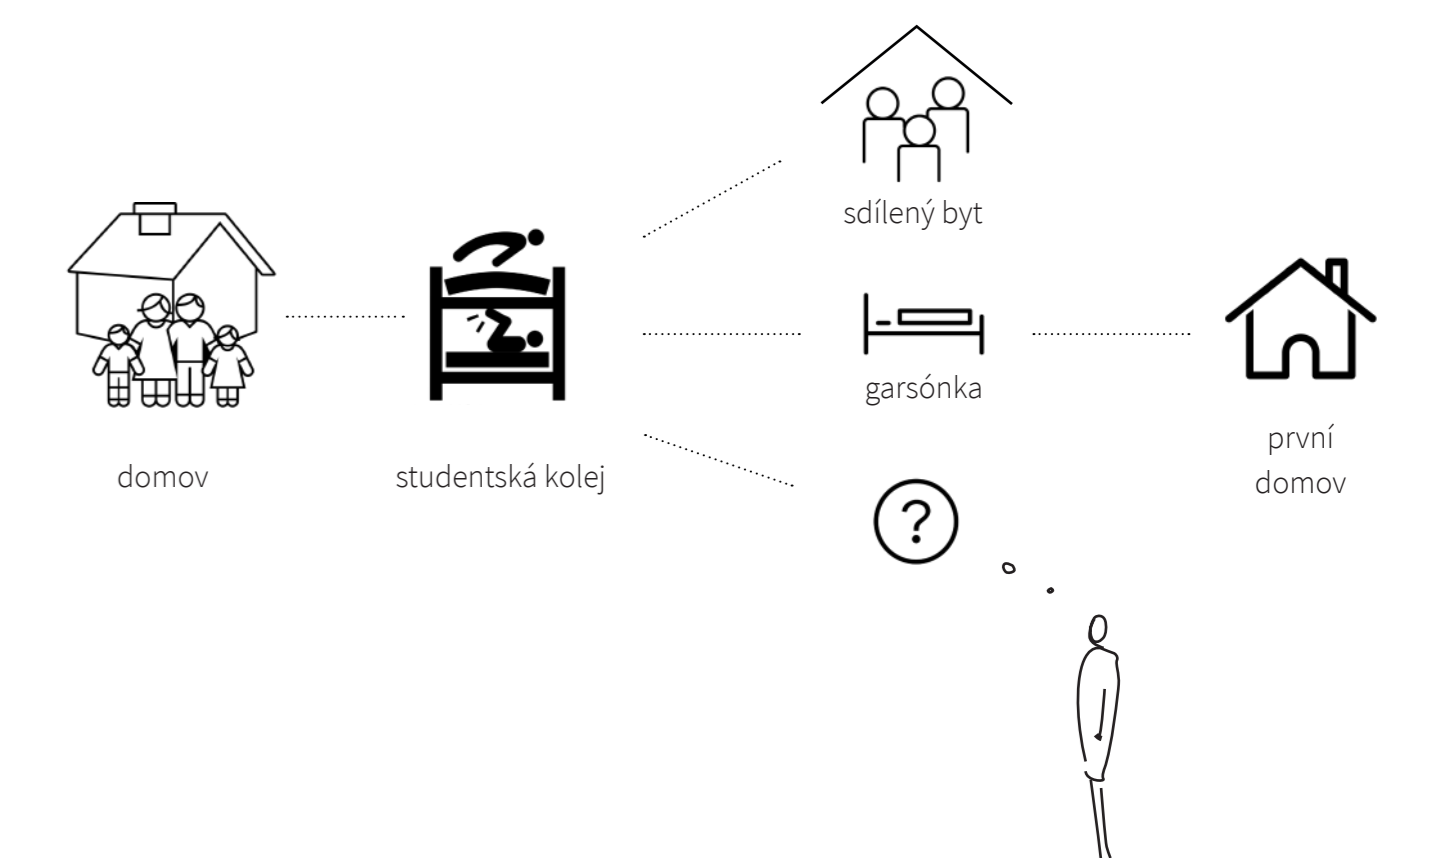 sdílený byt
garsónka
?
domov
studentská kolej
první
domov